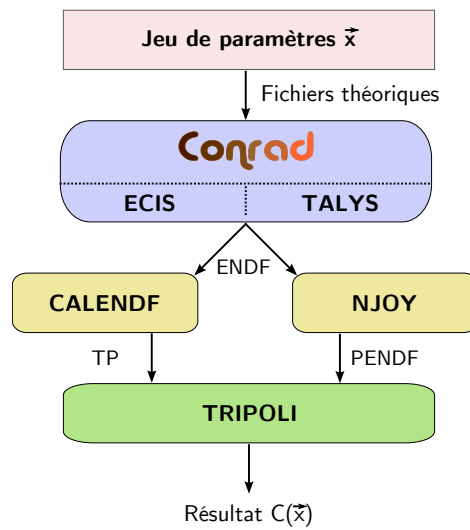 Jeu de paramètres x⃗
Fichiers théoriques
Conrad
ECIS TALYS
ENDF
CALENDF NJOY
TP PENDF
TRIPOLI
Résultat C(x⃗)